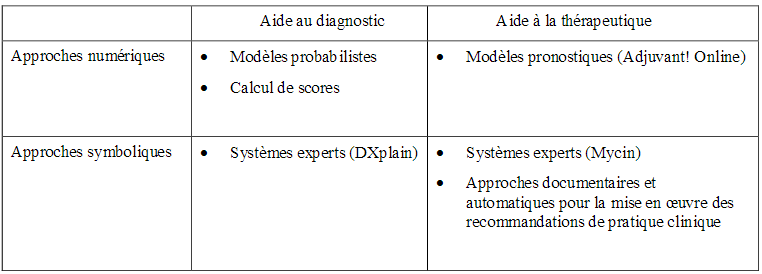 Aide au diagnostic
Aide à la thérapeutique
Approches numériques
• Modèles probabilistes
• Calcul de scores
• Modèles pronostiques (Adjuvant! Online)
Approches symboliques
• Systèmes experts (DXplain)
• Systèmes experts (Mycin)
• Approches documentaires et
automatiques pour la mise en œuvre des
recommandations de pratique clinique